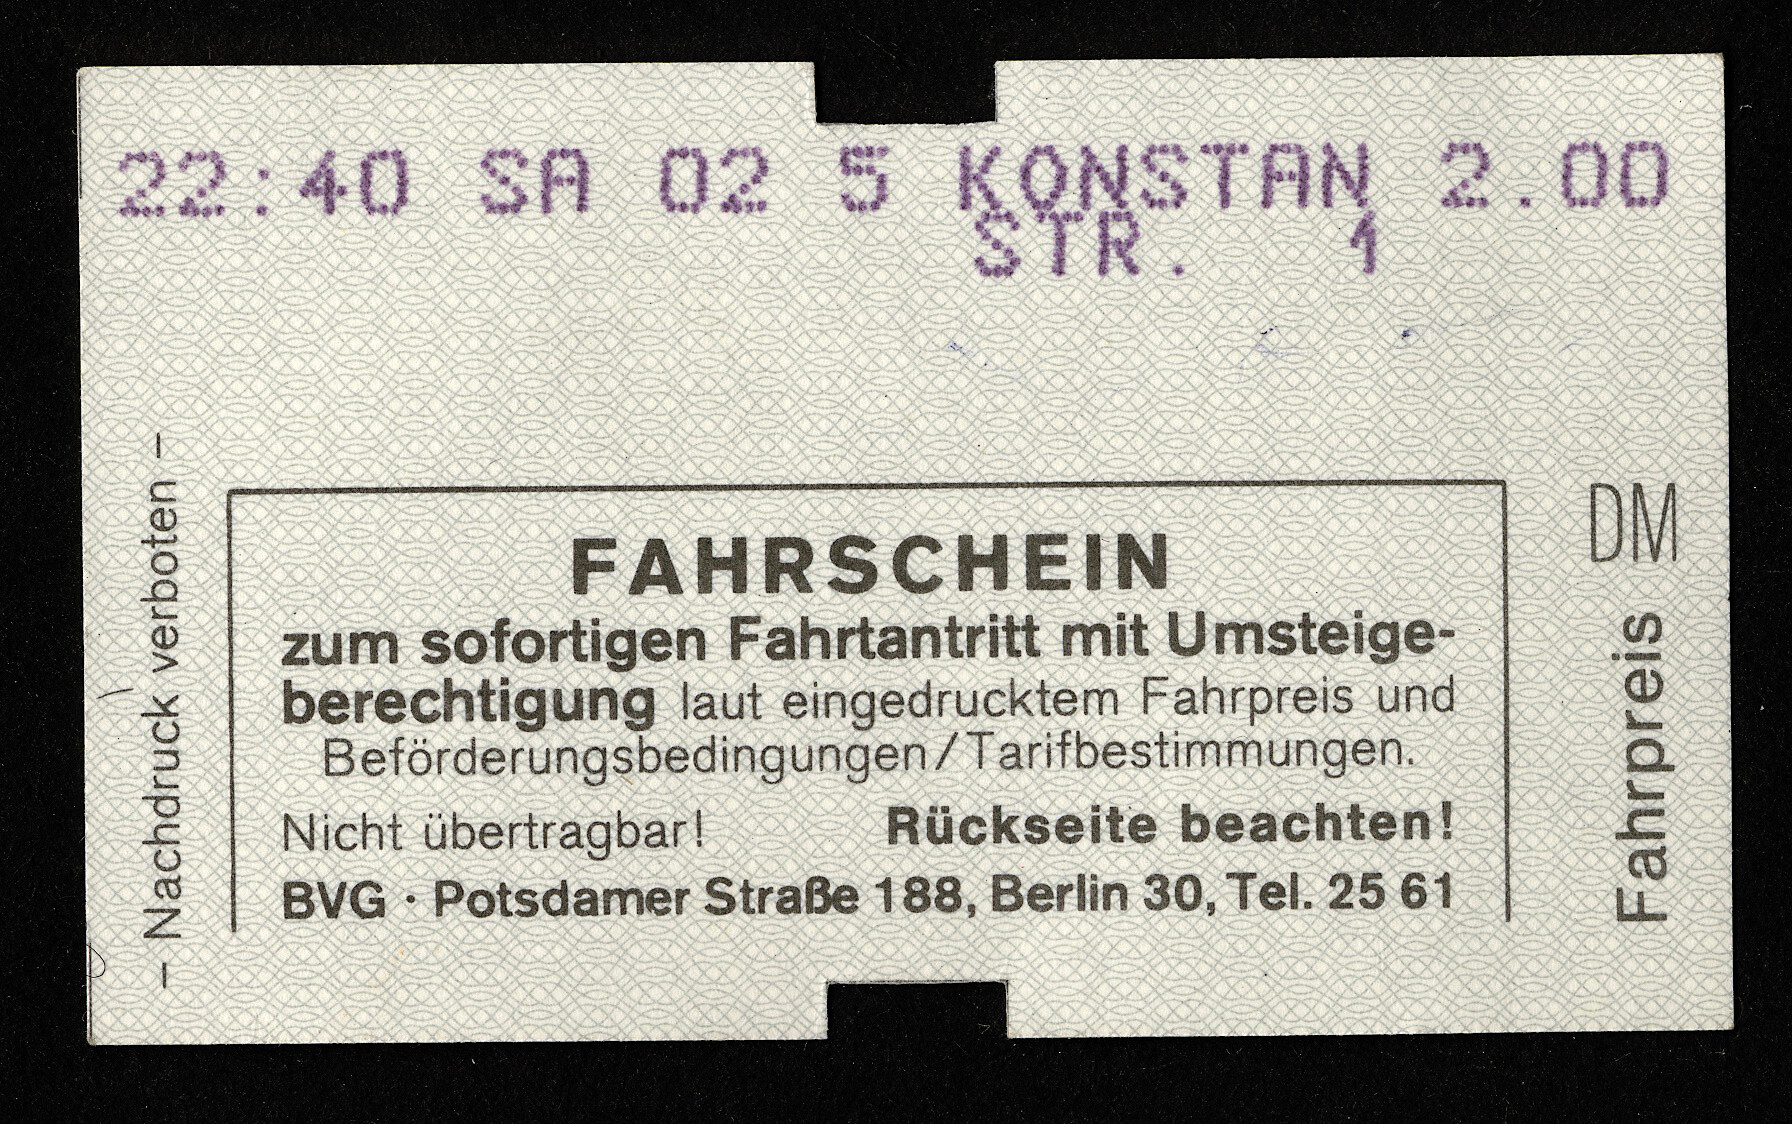 22:40 SA 02 5 KONSTAN 2.00
STR. 1
– Nachdruck verboten –
FAHRSCHEIN
zum sofortigen Fahrtantritt mit Umsteige-
berechtigung laut eingedrucktem Fahrpreis und
Beförderungsbedingungen/Tarifbestimmungen.
Nicht übertragbar! Rückseite beachten!
BVG · Potsdamer Straße 188, Berlin 30, Tel. 25 61
Fahrpreis DM